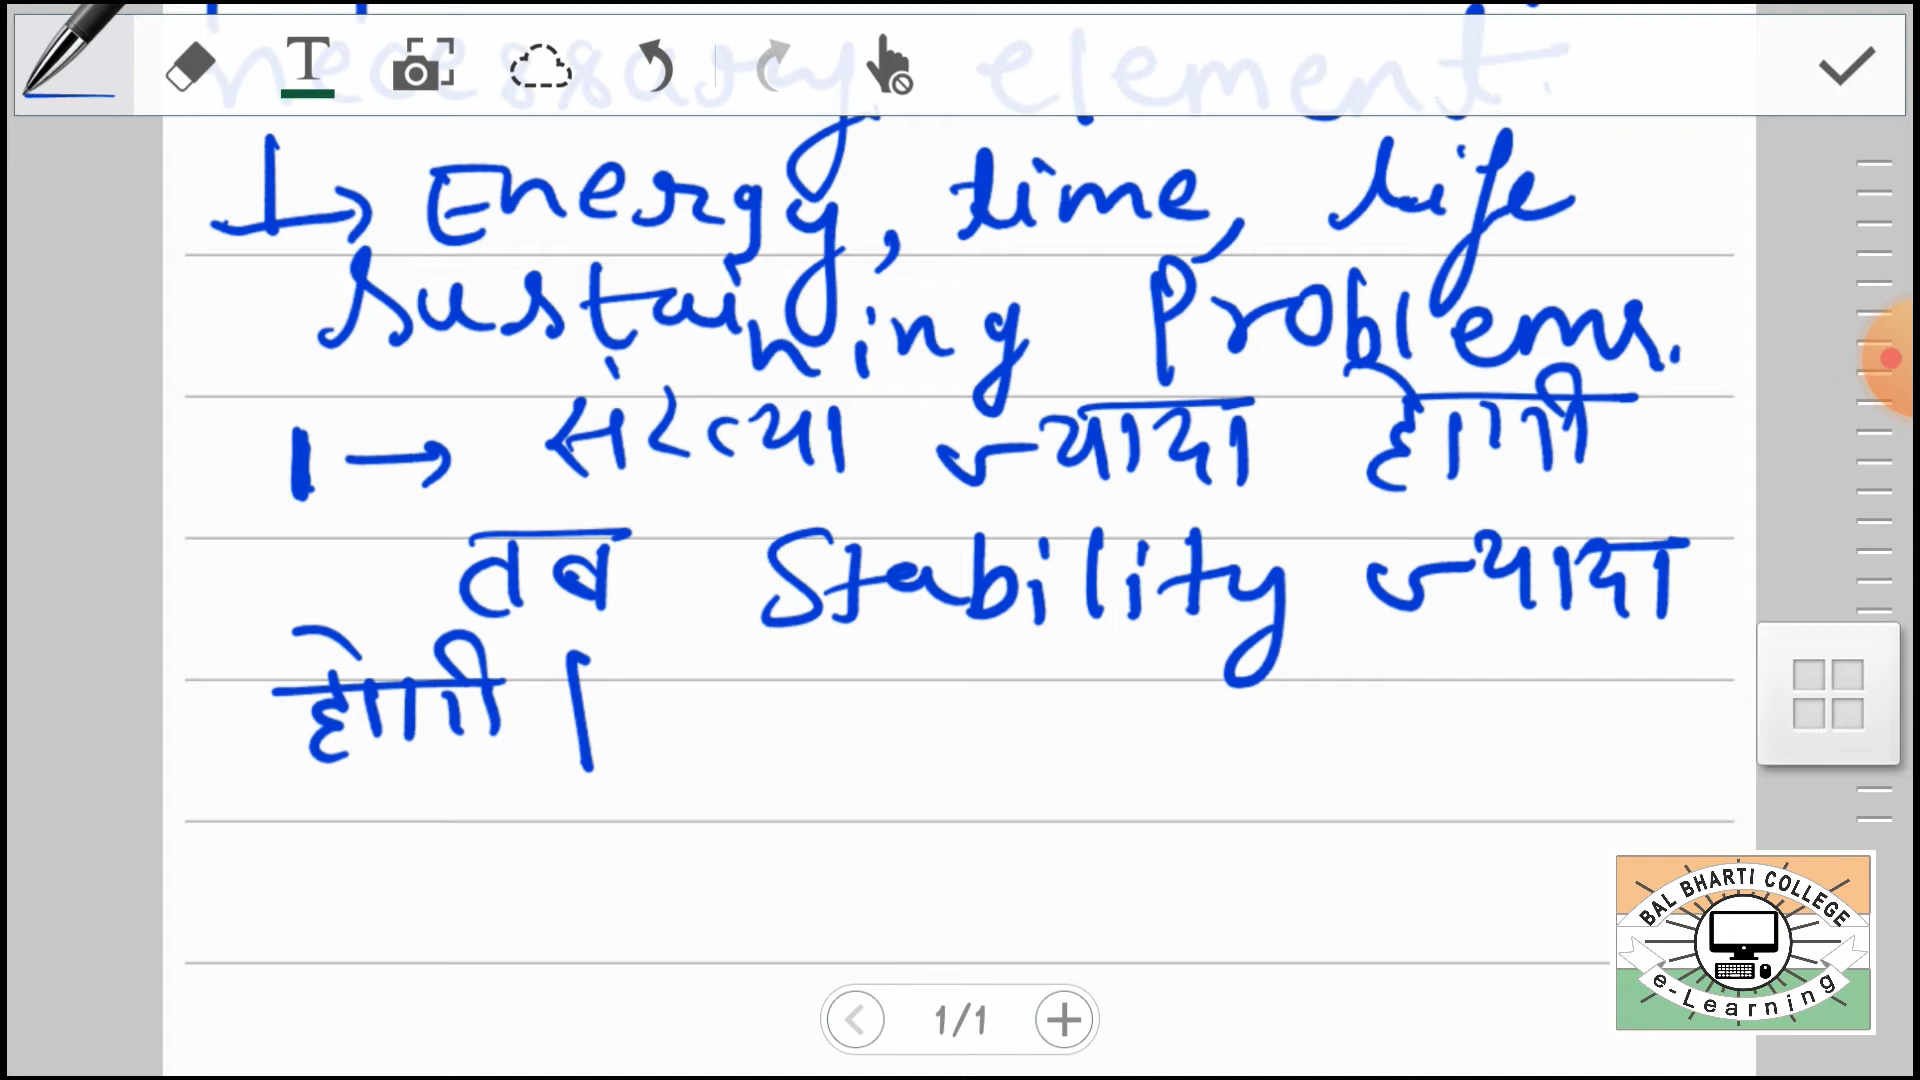 necessary element.
T
↳ Energy, time, life
sustaining problems.
1 → संख्या ज्यादा होगी
तब stability ज्यादा
होगी |
1/1
BAL BHARTI COLLEGE
e-Learning